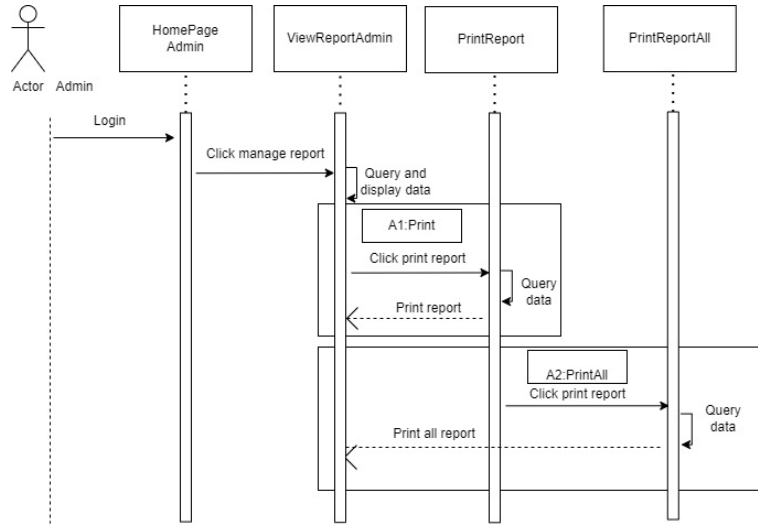 HomePage
Admin
ViewReportAdmin
PrintReport
PrintReportAll
Actor Admin
Login
Click manage report
Query and
display data
A1:Print
Click print report
Query
data
Print report
A2:PrintAll
Click print report
Query
data
Print all report